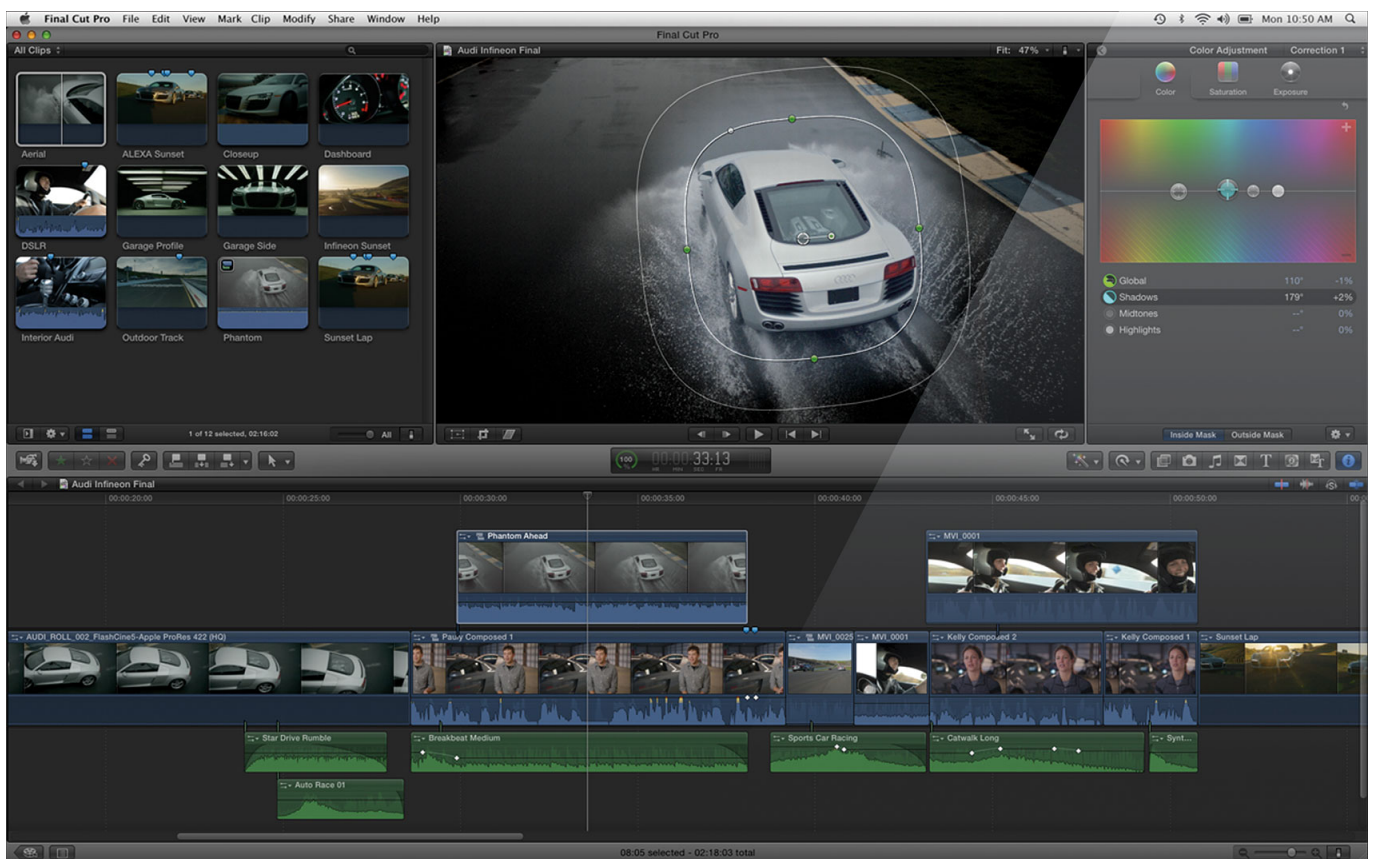 Final Cut Pro File Edit View Mark Clip Modify Share Window Help Mon 10:50 AM
Final Cut Pro
All Clips
Audi Infineon Final Fit: 47%
Color Adjustment Correction 1
Color Saturation Exposure
Aerial ALEXA Sunset Closeup Dashboard
DSLR Garage Profile Garage Side Infineon Sunset
Interior Audi Outdoor Track Phantom Sunset Lap
Global 110° -1%
Shadows 179° +2%
Midtones --° 0%
Highlights --° 0%
1 of 12 selected, 02:16:02 All
Inside Mask Outside Mask
100 % 00:00:33:13
HR MIN SEC FR
T
Audi Infineon Final
00:00:20:00 00:00:25:00 00:00:30:00 00:00:35:00 00:00:40:00 00:00:45:00 00:00:50:00
Phantom Ahead MVI_0001
AUDI_ROLL_002_FlashCine5-Apple ProRes 422 (HQ) Pauly Composed 1 MVI_0025 MVI_0001 Kelly Composed 2 Kelly Composed 1 Sunset Lap
Star Drive Rumble Breakbeat Medium Sports Car Racing Catwalk Long Synt...
Auto Race 01
08:05 selected - 02:18:03 total